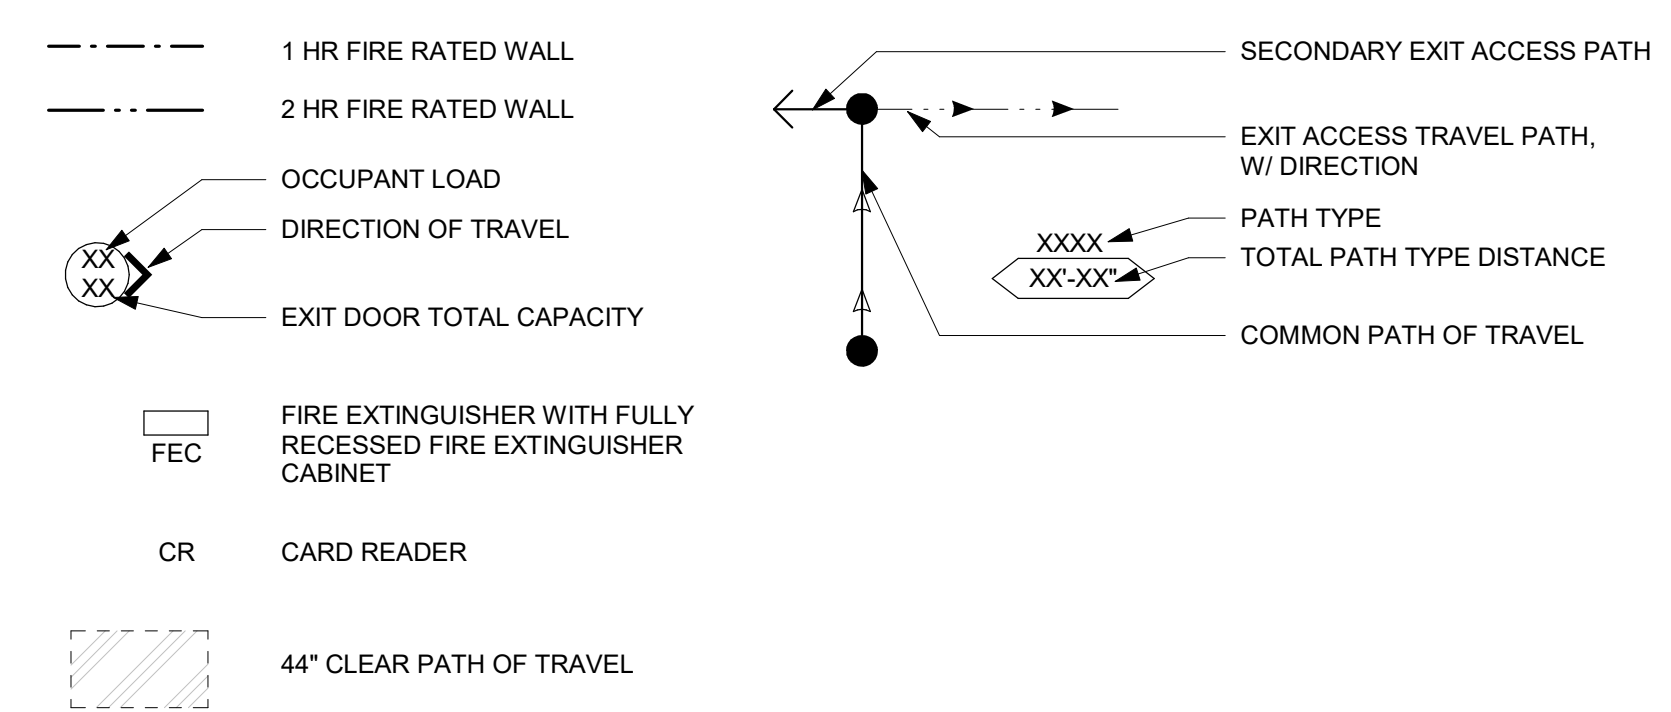 1 HR FIRE RATED WALL
2 HR FIRE RATED WALL
OCCUPANT LOAD
DIRECTION OF TRAVEL
XX
XX
EXIT DOOR TOTAL CAPACITY
FEC
FIRE EXTINGUISHER WITH FULLY
RECESSED FIRE EXTINGUISHER
CABINET
CR
CARD READER
44" CLEAR PATH OF TRAVEL
SECONDARY EXIT ACCESS PATH
EXIT ACCESS TRAVEL PATH,
W/ DIRECTION
PATH TYPE
XXXX
TOTAL PATH TYPE DISTANCE
XX'-XX"
COMMON PATH OF TRAVEL